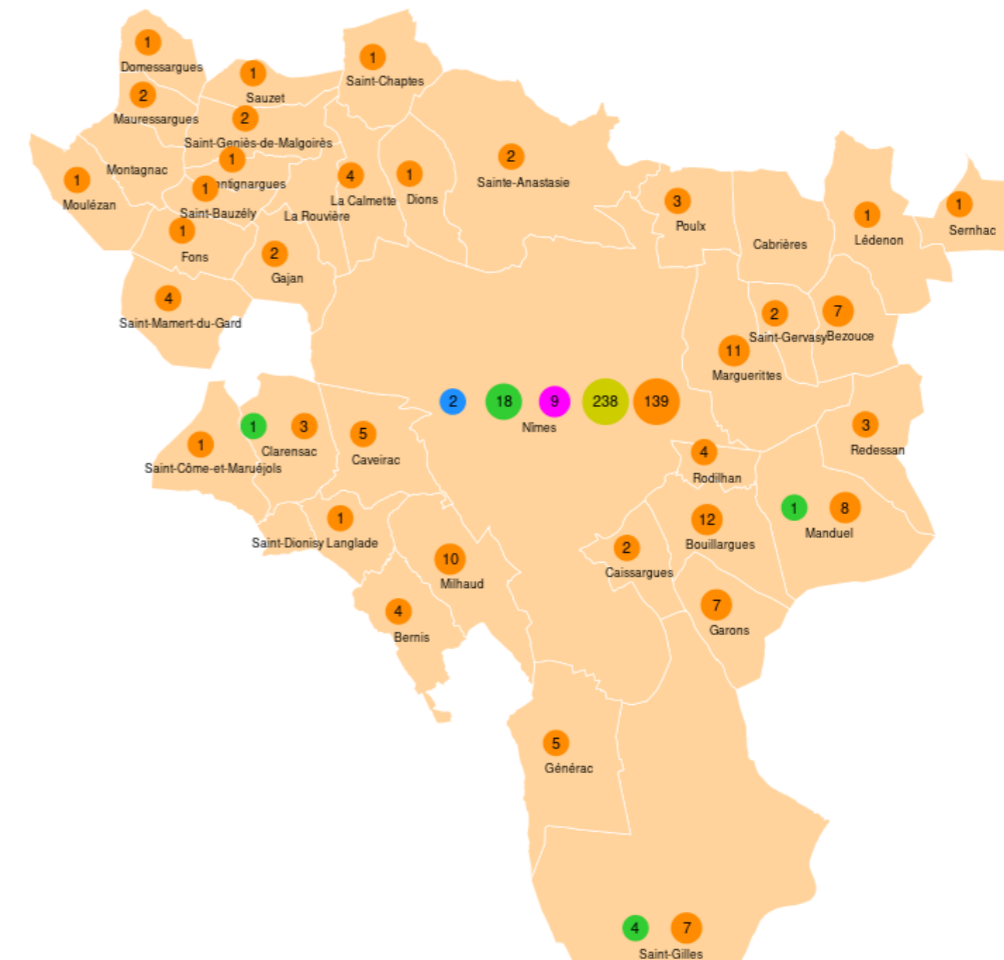 1
Domessargues
1
Saint-Chaptes
1
Sauzet
2
Mauressargues
2
Saint-Geniès-de-Malgoirès
1
ontignargues
Montagnac
1
Moulézan
1
Saint-Bauzély
La Rouvière
4
La Calmette
1
Dions
2
Sainte-Anastasie
3
Poulx
Cabrières
1
Lédenon
1
Sernhac
1
Fons
2
Gajan
4
Saint-Mamert-du-Gard
2
Saint-Gervasy
7
Bezouce
11
Marguerittes
2 18 9 238 139
Nîmes
1 3
Clarensac
1
Saint-Côme-et-Maruéjols
5
Caveirac
3
Redessan
4
Rodilhan
1 8
Manduel
12
Bouillargues
1
Saint-Dionisy Langlade
10
Milhaud
2
Caissargues
4
Bernis
7
Garons
5
Générac
4 7
Saint-Gilles